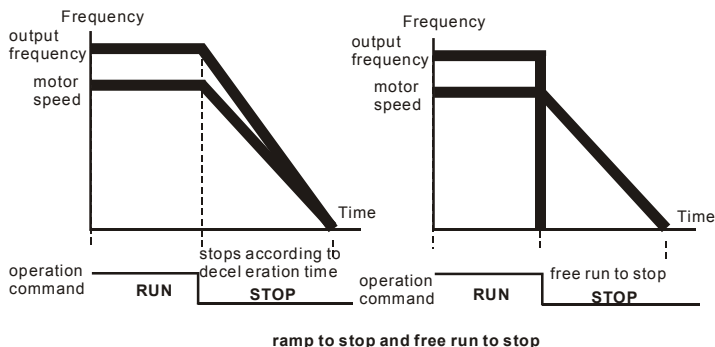 Frequency
output
frequency
motor
speed
Time
stops according to
decel eration time
operation
command
RUN
STOP
Frequency
output
frequency
motor
speed
Time
free run to stop
operation
command
RUN
STOP
ramp to stop and free run to stop